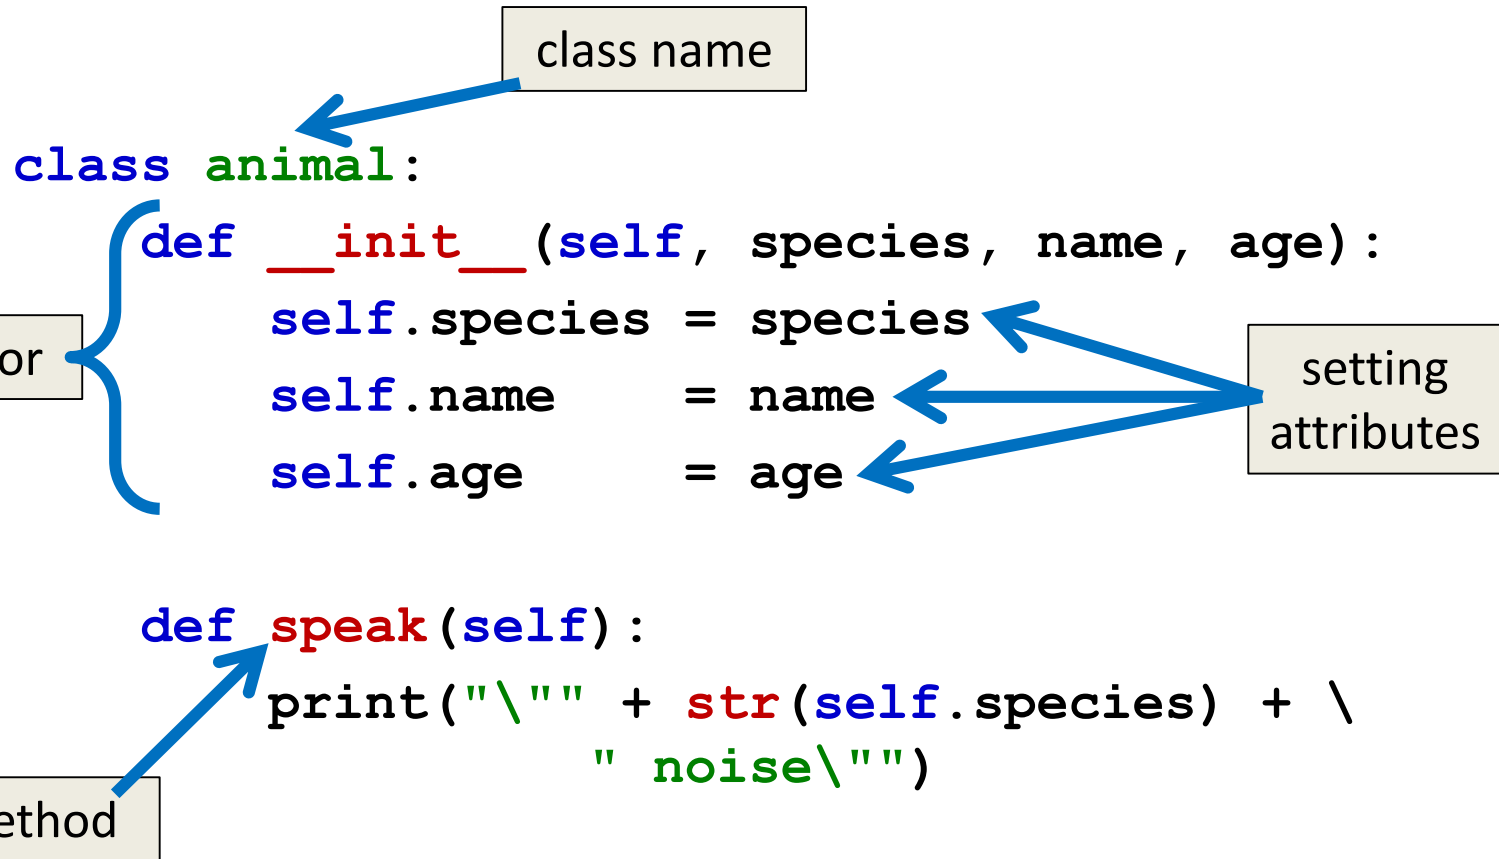 class name
class animal:
def __init__(self, species, name, age):
self.species = species
or
setting
attributes
self.name    = name
self.age     = age
def speak(self):
print("\"" + str(self.species) + \
" noise\"")
ethod